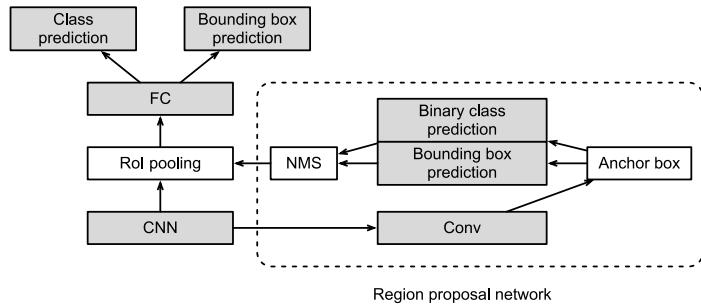 Class
prediction
Bounding box
prediction
FC
Binary class
prediction
RoI pooling
NMS
Bounding box
prediction
Anchor box
CNN
Conv
Region proposal network